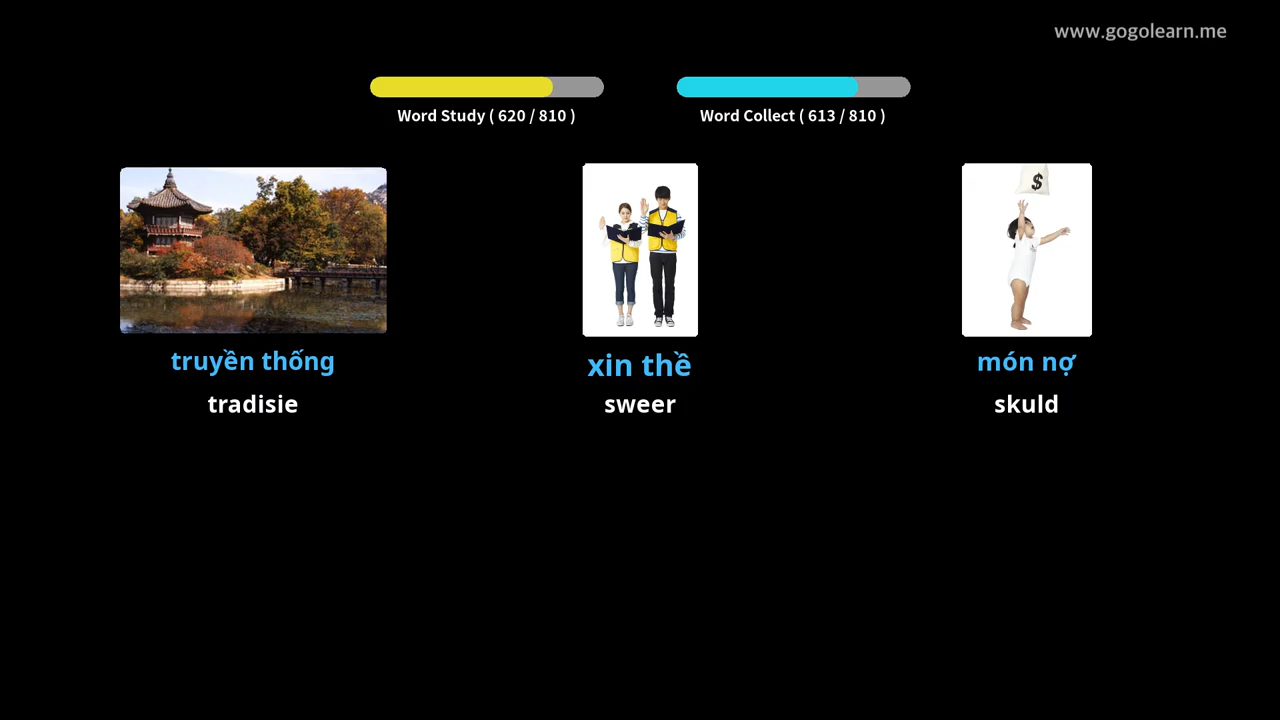 www.gogolearn.me
Word Study ( 620 / 810 )
Word Collect ( 613 / 810 )
$
truyền thống
tradisie
xin thề
sweer
món nợ
skuld